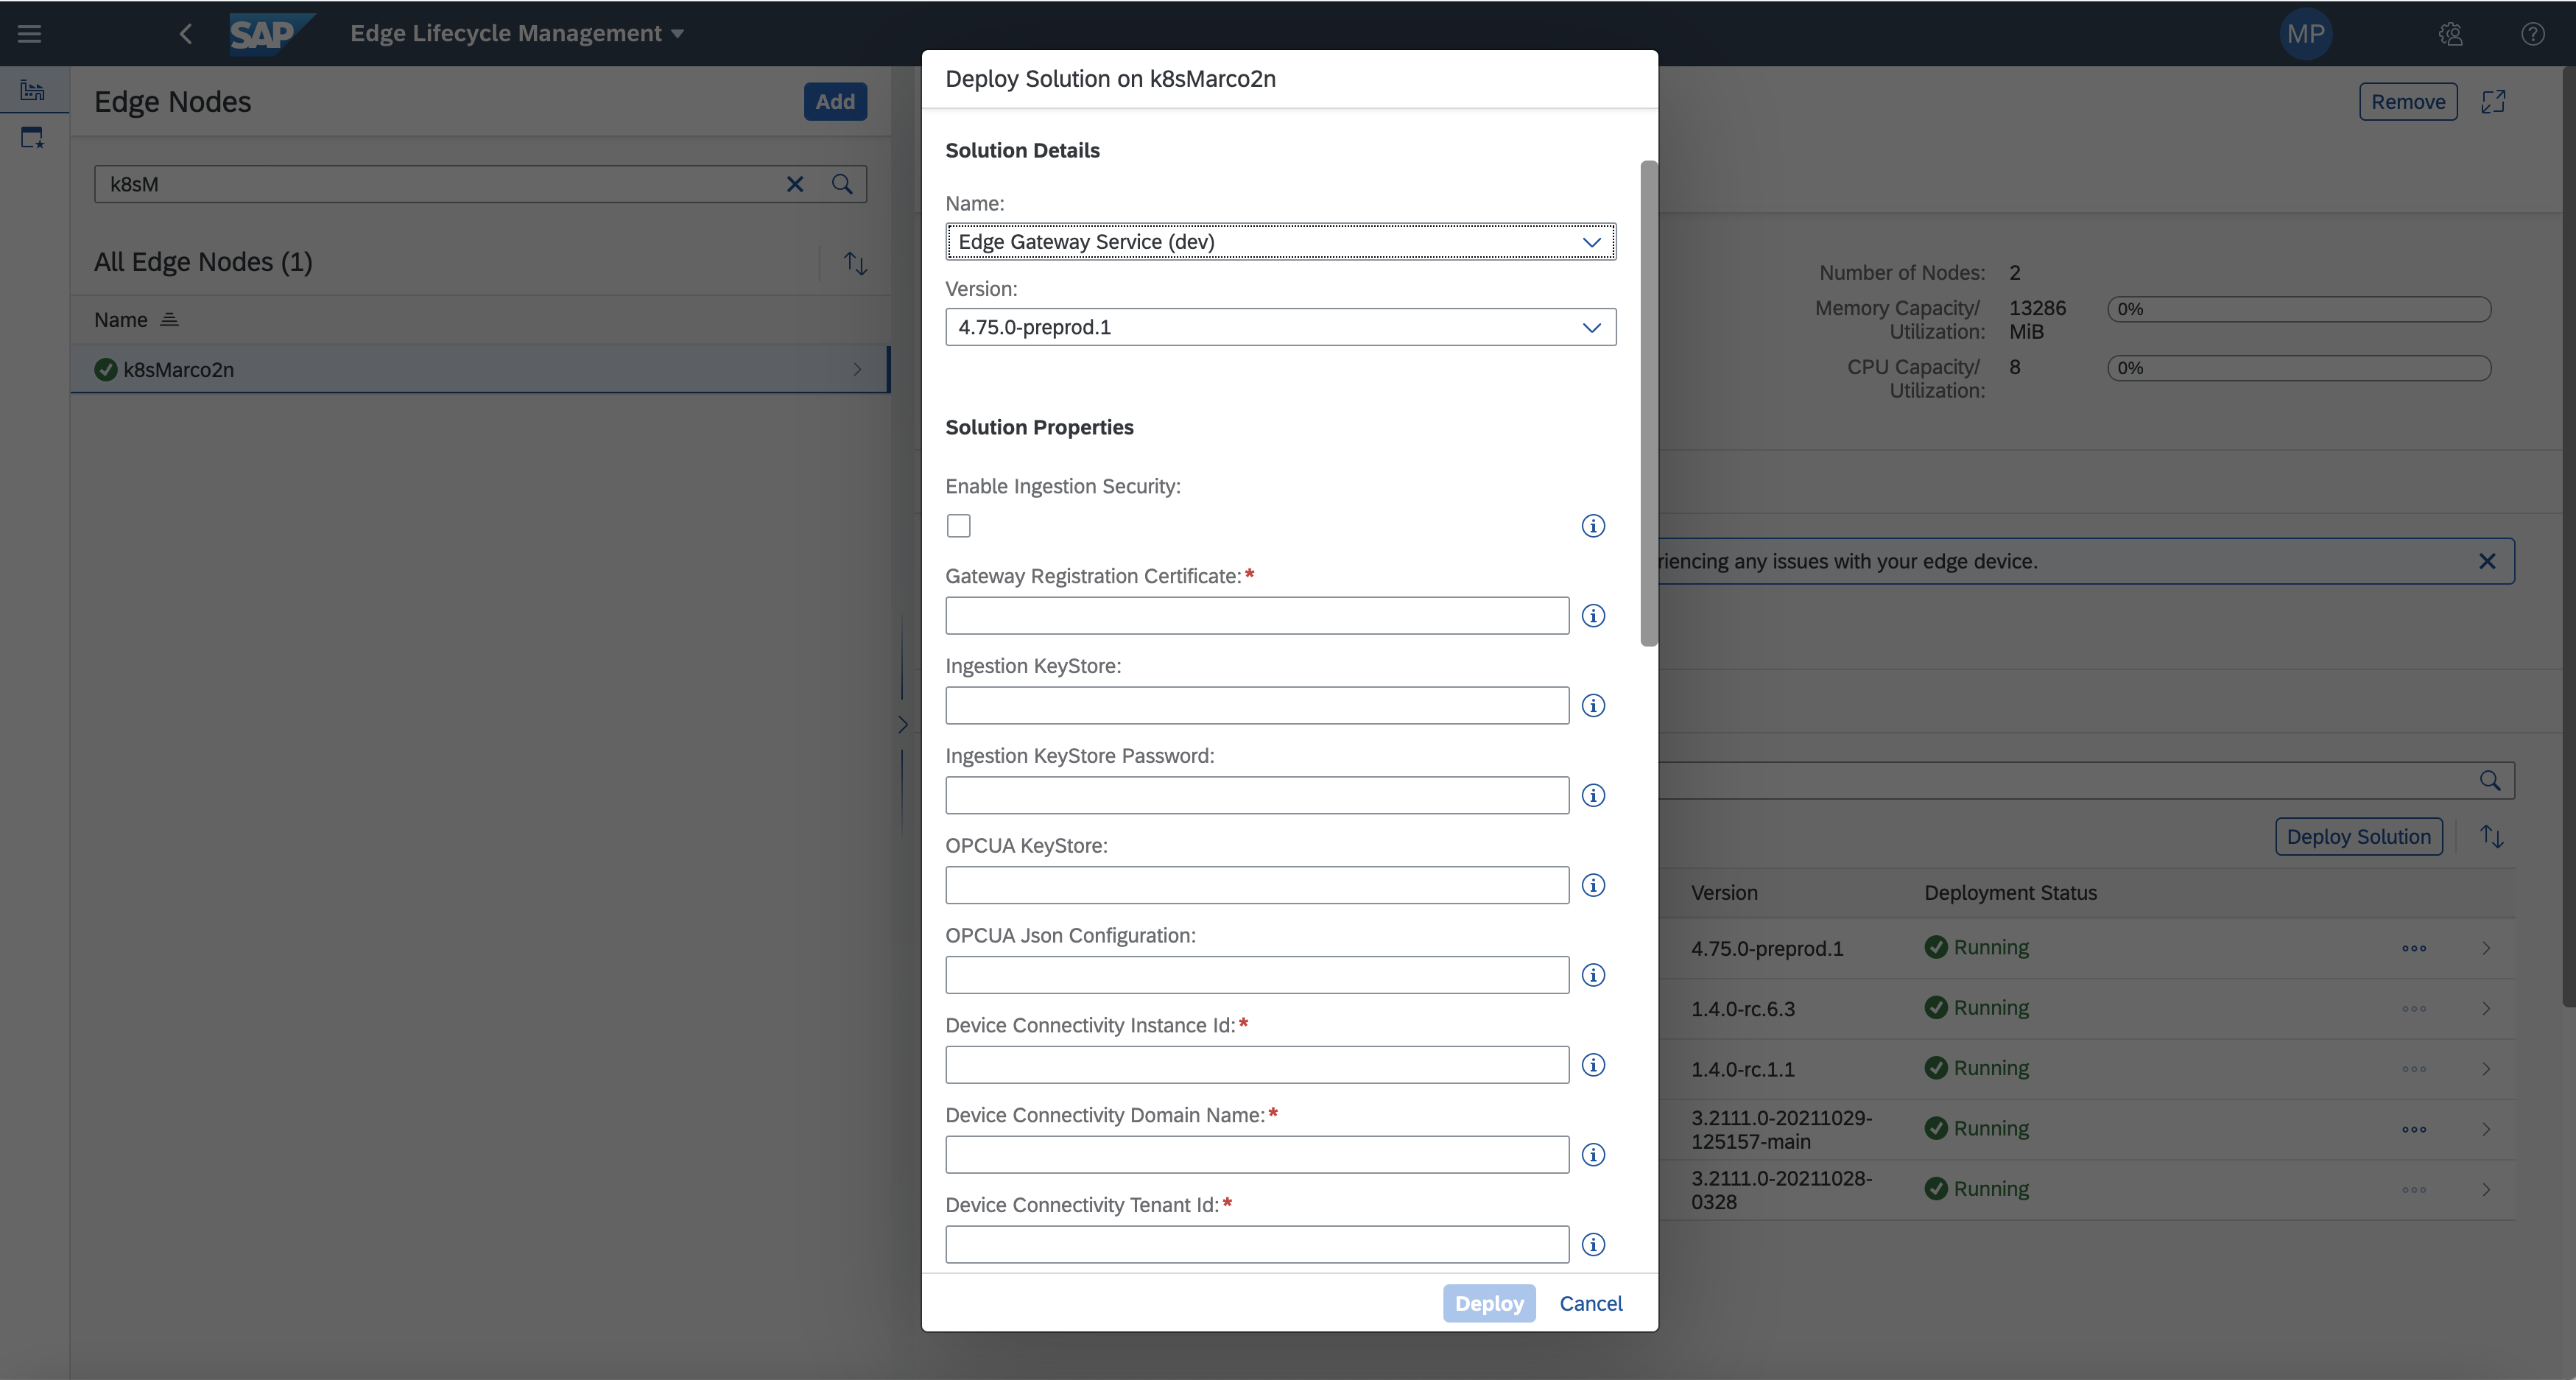 SAP
Edge Lifecycle Management
MP
Edge Nodes
Add
k8sM
All Edge Nodes (1)
Name
k8sMarco2n
Deploy Solution on k8sMarco2n
Solution Details
Name:
Edge Gateway Service (dev)
Version:
4.75.0-preprod.1
Solution Properties
Enable Ingestion Security:
Gateway Registration Certificate:*
Ingestion KeyStore:
Ingestion KeyStore Password:
OPCUA KeyStore:
OPCUA Json Configuration:
Device Connectivity Instance Id:*
Device Connectivity Domain Name:*
Device Connectivity Tenant Id:*
Deploy
Cancel
Remove
Number of Nodes: 2
Memory Capacity/ 13286 0%
Utilization: MiB
CPU Capacity/ 8 0%
Utilization:
riencing any issues with your edge device.
Deploy Solution
Version Deployment Status
4.75.0-preprod.1 Running
1.4.0-rc.6.3 Running
1.4.0-rc.1.1 Running
3.2111.0-20211029-
125157-main Running
3.2111.0-20211028-
0328 Running